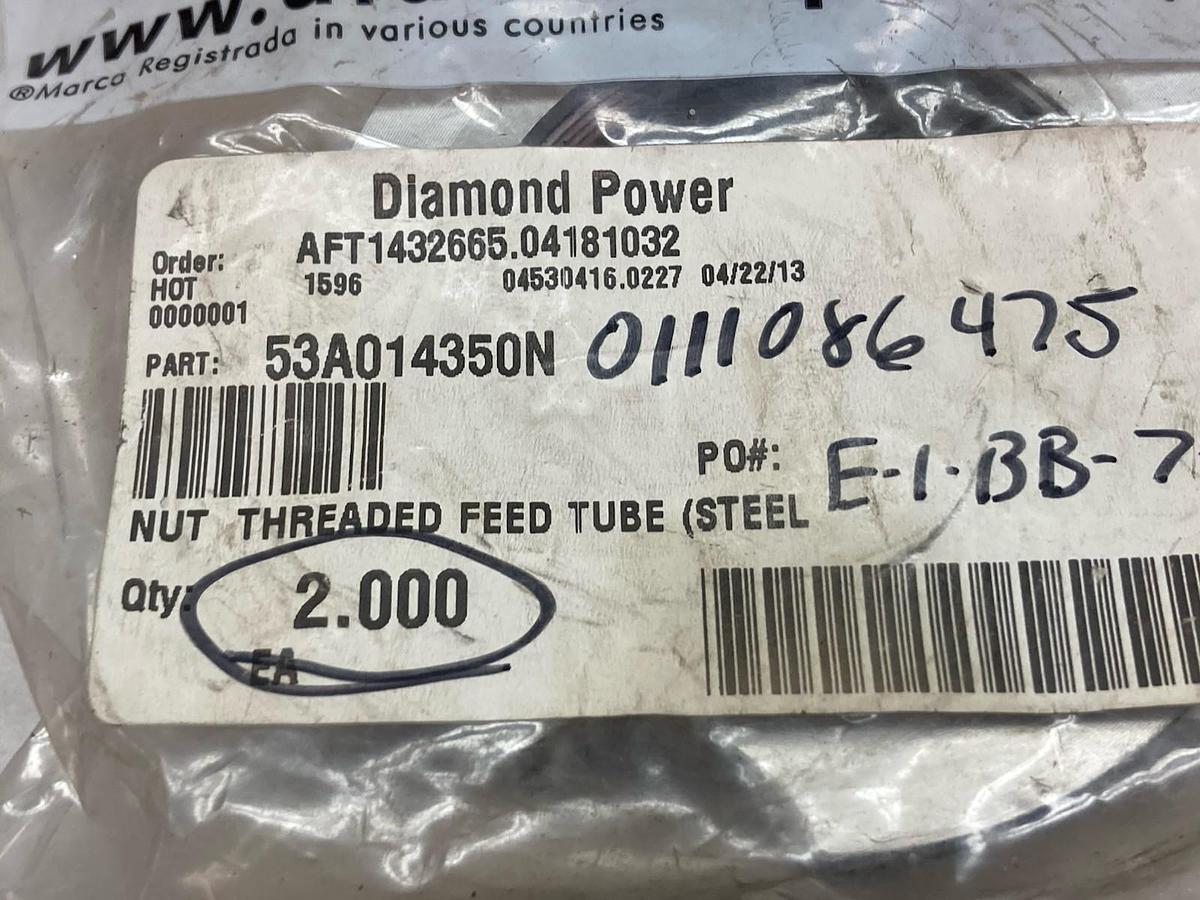 www.
®Marca Registrada in various countries
Diamond Power
Order: AFT1432665.04181032
HOT 1596 04530416.0227 04/22/13
0000001
PART: 53A014350N 0111086475
PO#: E-1-BB-7
NUT THREADED FEED TUBE (STEEL
Qty: 2.000
EA